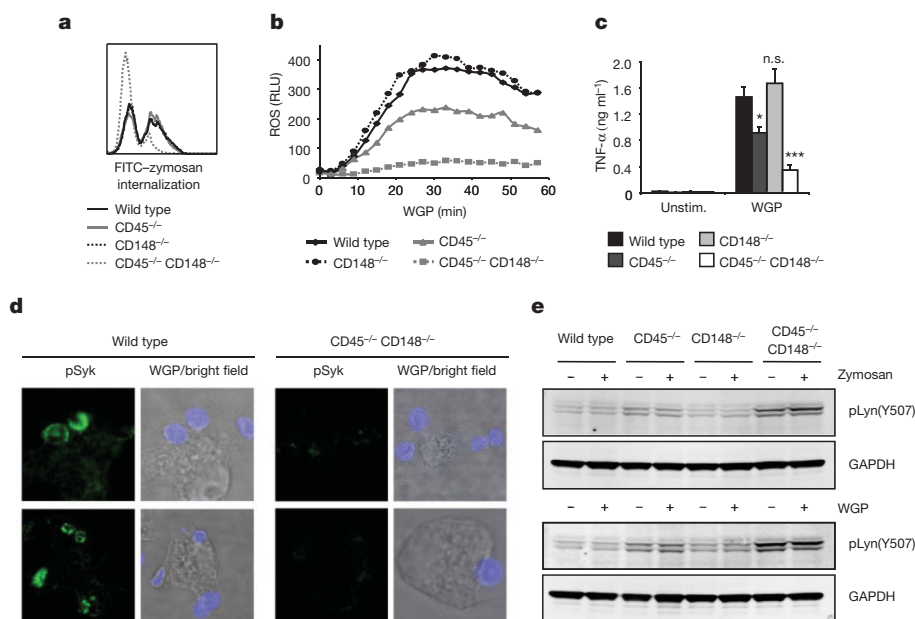 a
FITC–zymosan
internalization
Wild type
CD45–/–
CD148–/–
CD45–/– CD148–/–
b
ROS (RLU)
400
300
200
100
0
0 10 20 30 40 50 60
WGP (min)
Wild type
CD148–/–
CD45–/–
CD45–/– CD148–/–
c
TNF-α (ng ml–1)
2.0
1.6
1.2
0.8
0.4
0
n.s.
*
***
Unstim. WGP
Wild type
CD45–/–
CD148–/–
CD45–/– CD148–/–
d
Wild type
CD45–/– CD148–/–
pSyk WGP/bright field pSyk WGP/bright field
e
Wild type CD45–/– CD148–/– CD45–/–
CD148–/–
– + – + – + – + Zymosan
pLyn(Y507)
GAPDH
– + – + – + – + WGP
pLyn(Y507)
GAPDH